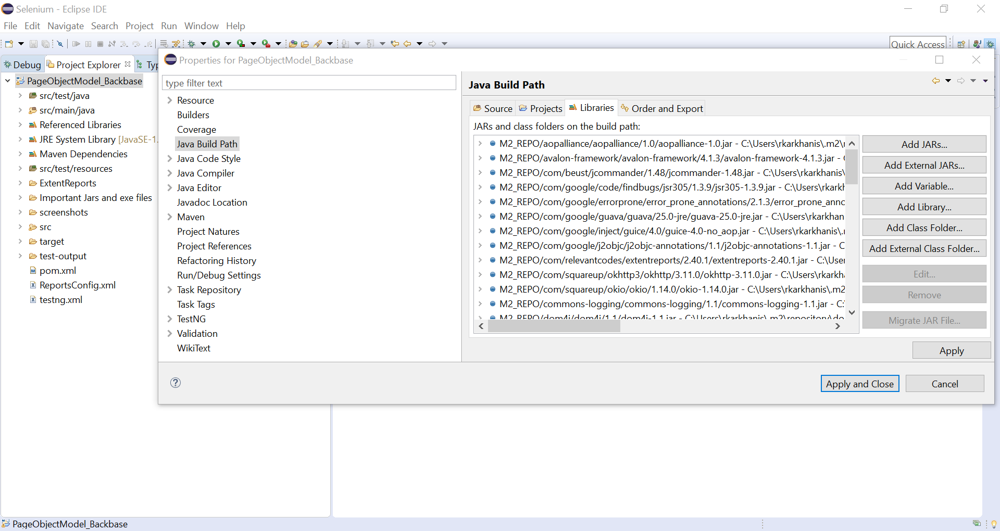 Selenium - Eclipse IDE
File Edit Navigate Search Project Run Window Help
Quick Access
Debug Project Explorer
PageObjectModel_Backbase
src/test/java
src/main/java
Referenced Libraries
JRE System Library [JavaSE-1.
Maven Dependencies
src/test/resources
ExtentReports
Important Jars and exe files
screenshots
src
target
test-output
pom.xml
ReportsConfig.xml
testng.xml
Properties for PageObjectModel_Backbase
type filter text
Resource
Builders
Coverage
Java Build Path
Java Code Style
Java Compiler
Java Editor
Javadoc Location
Maven
Project Natures
Project References
Refactoring History
Run/Debug Settings
Task Repository
Task Tags
TestNG
Validation
WikiText
Java Build Path
Source Projects Libraries Order and Export
JARs and class folders on the build path:
M2_REPO/aopalliance/aopalliance/1.0/aopalliance-1.0.jar - C:\Users\rkarkhanis\.m2\
M2_REPO/avalon-framework/avalon-framework/4.1.3/avalon-framework-4.1.3.jar -
M2_REPO/com/beust/jcommander/1.48/jcommander-1.48.jar - C:\Users\rkarkhanis\
M2_REPO/com/google/code/findbugs/jsr305/1.3.9/jsr305-1.3.9.jar - C:\Users\rkarkh
M2_REPO/com/google/errorprone/error_prone_annotations/2.1.3/error_prone_anno
M2_REPO/com/google/guava/guava/25.0-jre/guava-25.0-jre.jar - C:\Users\rkarkhan
M2_REPO/com/google/inject/guice/4.0/guice-4.0-no_aop.jar - C:\Users\rkarkhanis\.
M2_REPO/com/google/j2objc/j2objc-annotations/1.1/j2objc-annotations-1.1.jar - C
M2_REPO/com/relevantcodes/extentreports/2.40.1/extentreports-2.40.1.jar - C:\User
M2_REPO/com/squareup/okhttp3/okhttp/3.11.0/okhttp-3.11.0.jar - C:\Users\rkarkha
M2_REPO/com/squareup/okio/okio/1.14.0/okio-1.14.0.jar - C:\Users\rkarkhanis\.m2
M2_REPO/commons-logging/commons-logging/1.1/commons-logging-1.1.jar - C:
M2_REPO/dom4j/dom4j/1.1/dom4j-1.1.jar - C:\Users\rkarkhanis\.m2\repository\do
Add JARs...
Add External JARs...
Add Variable...
Add Library...
Add Class Folder...
Add External Class Folder...
Edit...
Remove
Migrate JAR File...
Apply
Apply and Close Cancel
PageObjectModel_Backbase